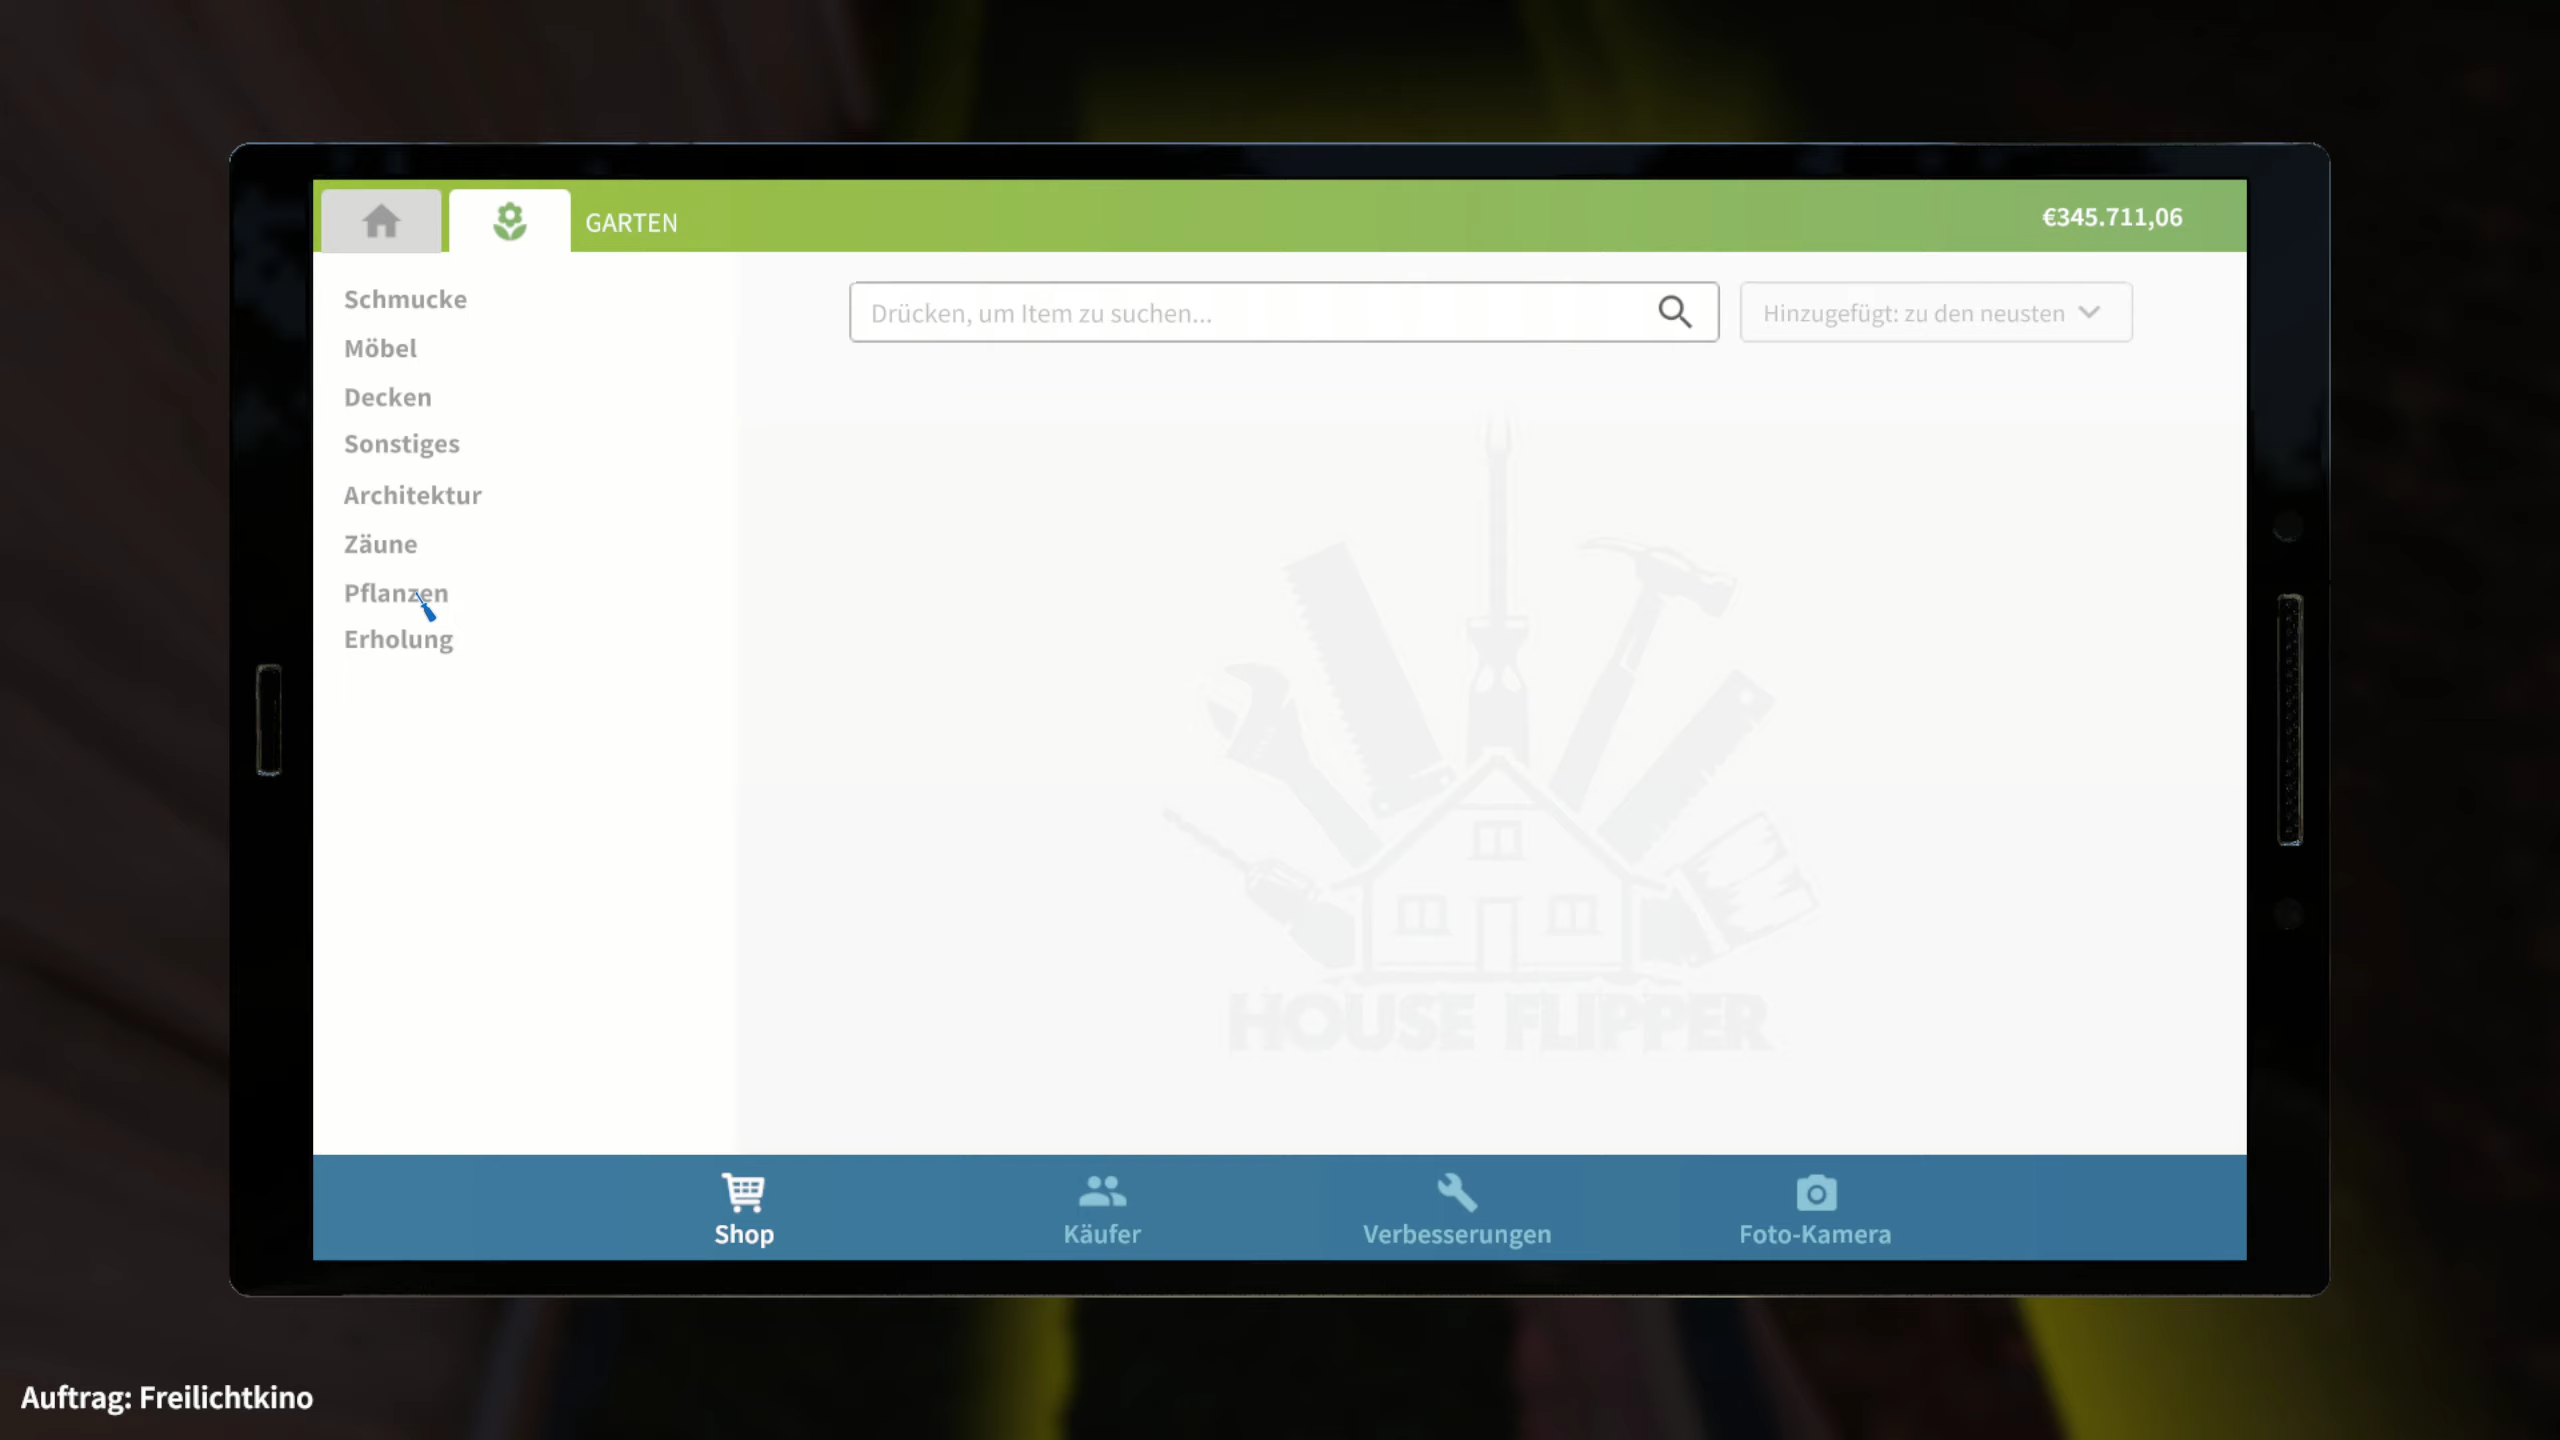 GARTEN
€345.711,06
Schmucke
Möbel
Decken
Sonstiges
Architektur
Zäune
Pflanzen
Erholung
Drücken, um Item zu suchen...
Hinzugefügt: zu den neusten
HOUSE FLIPPER
Shop
Käufer
Verbesserungen
Foto-Kamera
Auftrag: Freilichtkino